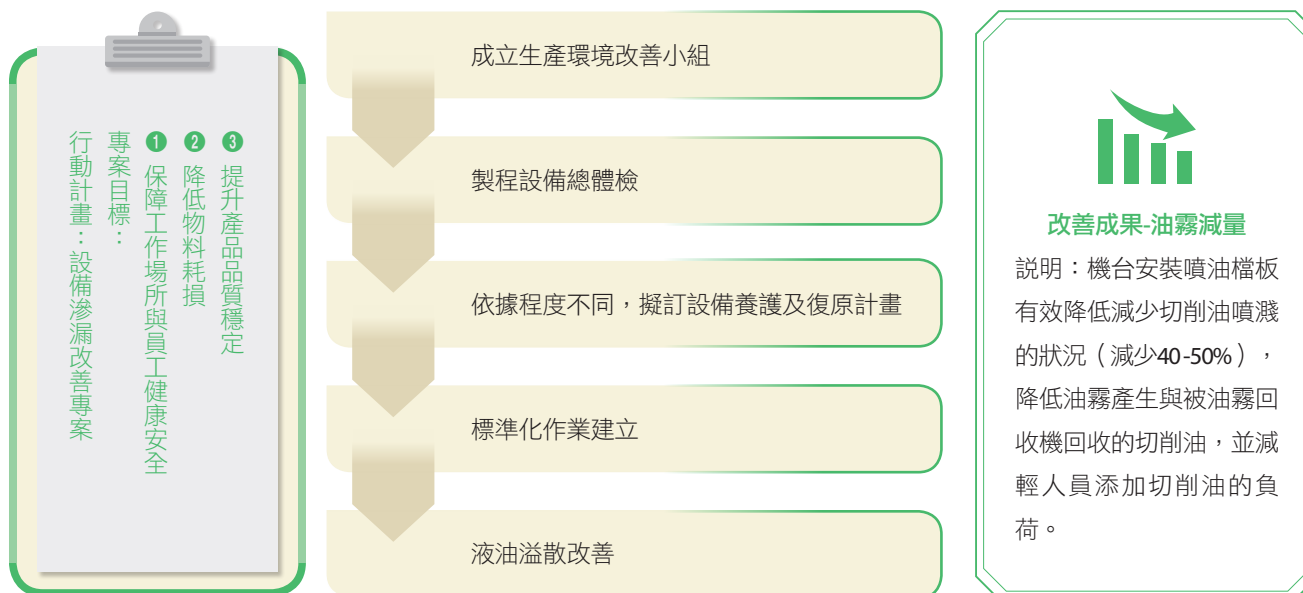 行動計畫：設備滲漏改善專案
專案目標：
❶ 保障工作場所與員工健康安全
❷ 降低物料耗損
❸ 提升產品品質穩定
成立生產環境改善小組
製程設備總體檢
依據程度不同，擬訂設備養護及復原計畫
標準化作業建立
液油溢散改善
改善成果-油霧減量
説明：機台安裝噴油檔板
有效降低減少切削油噴濺
的狀況（減少40-50%），
降低油霧產生與被油霧回
收機回收的切削油，並減
輕人員添加切削油的負
荷。